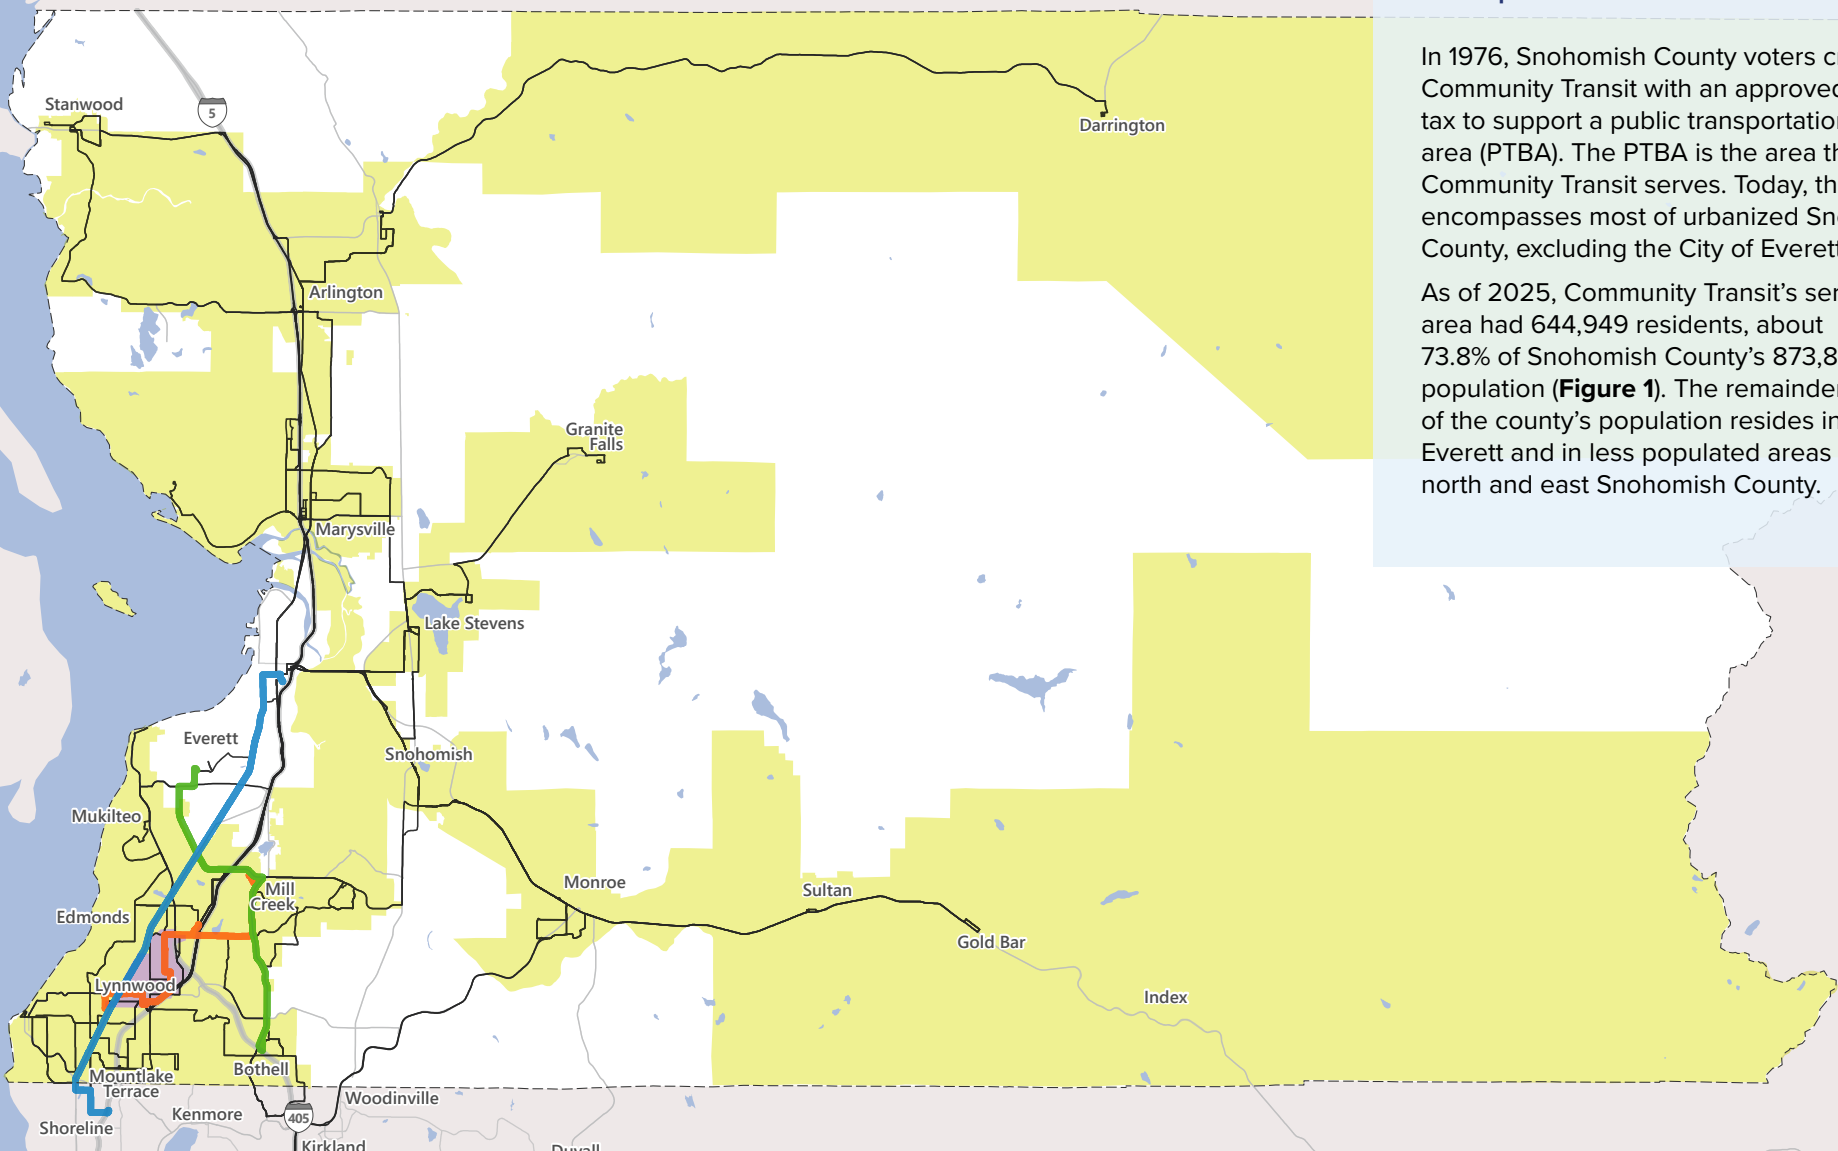 In 1976, Snohomish County voters
Community Transit with an approved
tax to support a public transportation
area (PTBA). The PTBA is the area
Community Transit serves. Today,
encompasses most of urbanized
County, excluding the City of Everett
As of 2025, Community Transit's
area had 644,949 residents, about
73.8% of Snohomish County's 873,8
population (Figure 1). The remainder
of the county's population resides in
Everett and in less populated areas
north and east Snohomish County.
Stanwood
5
Darrington
Arlington
Granite
Falls
Marysville
Lake Stevens
Everett
Snohomish
Mukilteo
Mill
Creek
Monroe
Sultan
Edmonds
Gold Bar
Lynnwood
Index
Bothell
Mountlake
Terrace
Woodinville
Kenmore
405
Shoreline
Kirkland
Duvall